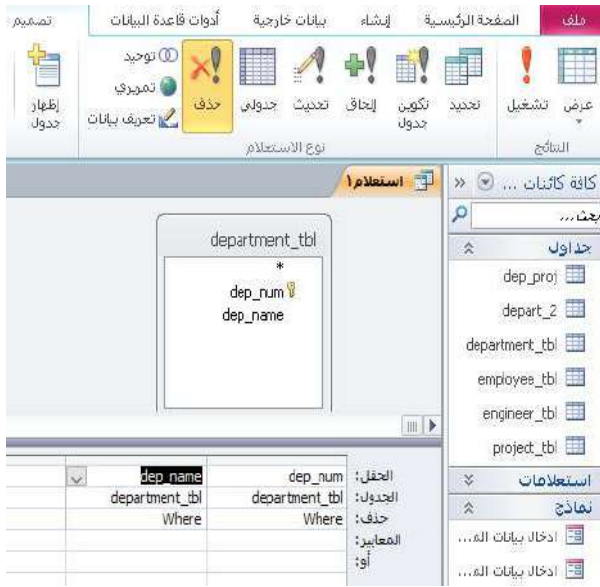 ملف
الصفحة الرئيسية
إنشاء
بيانات خارجية
أدوات قاعدة البيانات
تصميم
عرض
تشغيل
تحديد
تكوين جدول
إلحاق
تحديث
جدولي
حذف
توحيد
تمريري
تعريف بيانات
إظهار جدول
النتائج
نوع الاستعلام
كافة كائنات ... «
استعلام١
بحث...
جداول
dep_proj
depart_2
department_tbl
employee_tbl
engineer_tbl
project_tbl
استعلامات
نماذج
ادخال بيانات الم...
ادخال بيانات الم...
department_tbl
*
dep_num
dep_name
الحقل: dep_num dep_name
الجدول: department_tbl department_tbl
حذف: Where Where
المعايير:
أو: